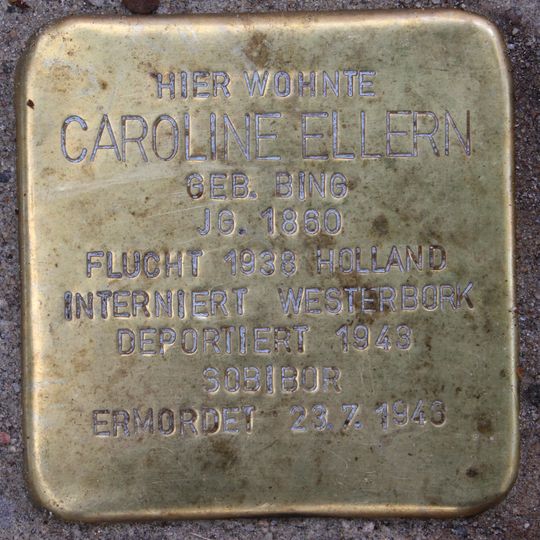 HIER WOHNTE
CAROLINE ELLERN
GEB. BING
JG. 1860
FLUCHT 1938 HOLLAND
INTERNIERT WESTERBORK
DEPORTIERT 1943
SOBIBOR
ERMORDET 23.7.1943